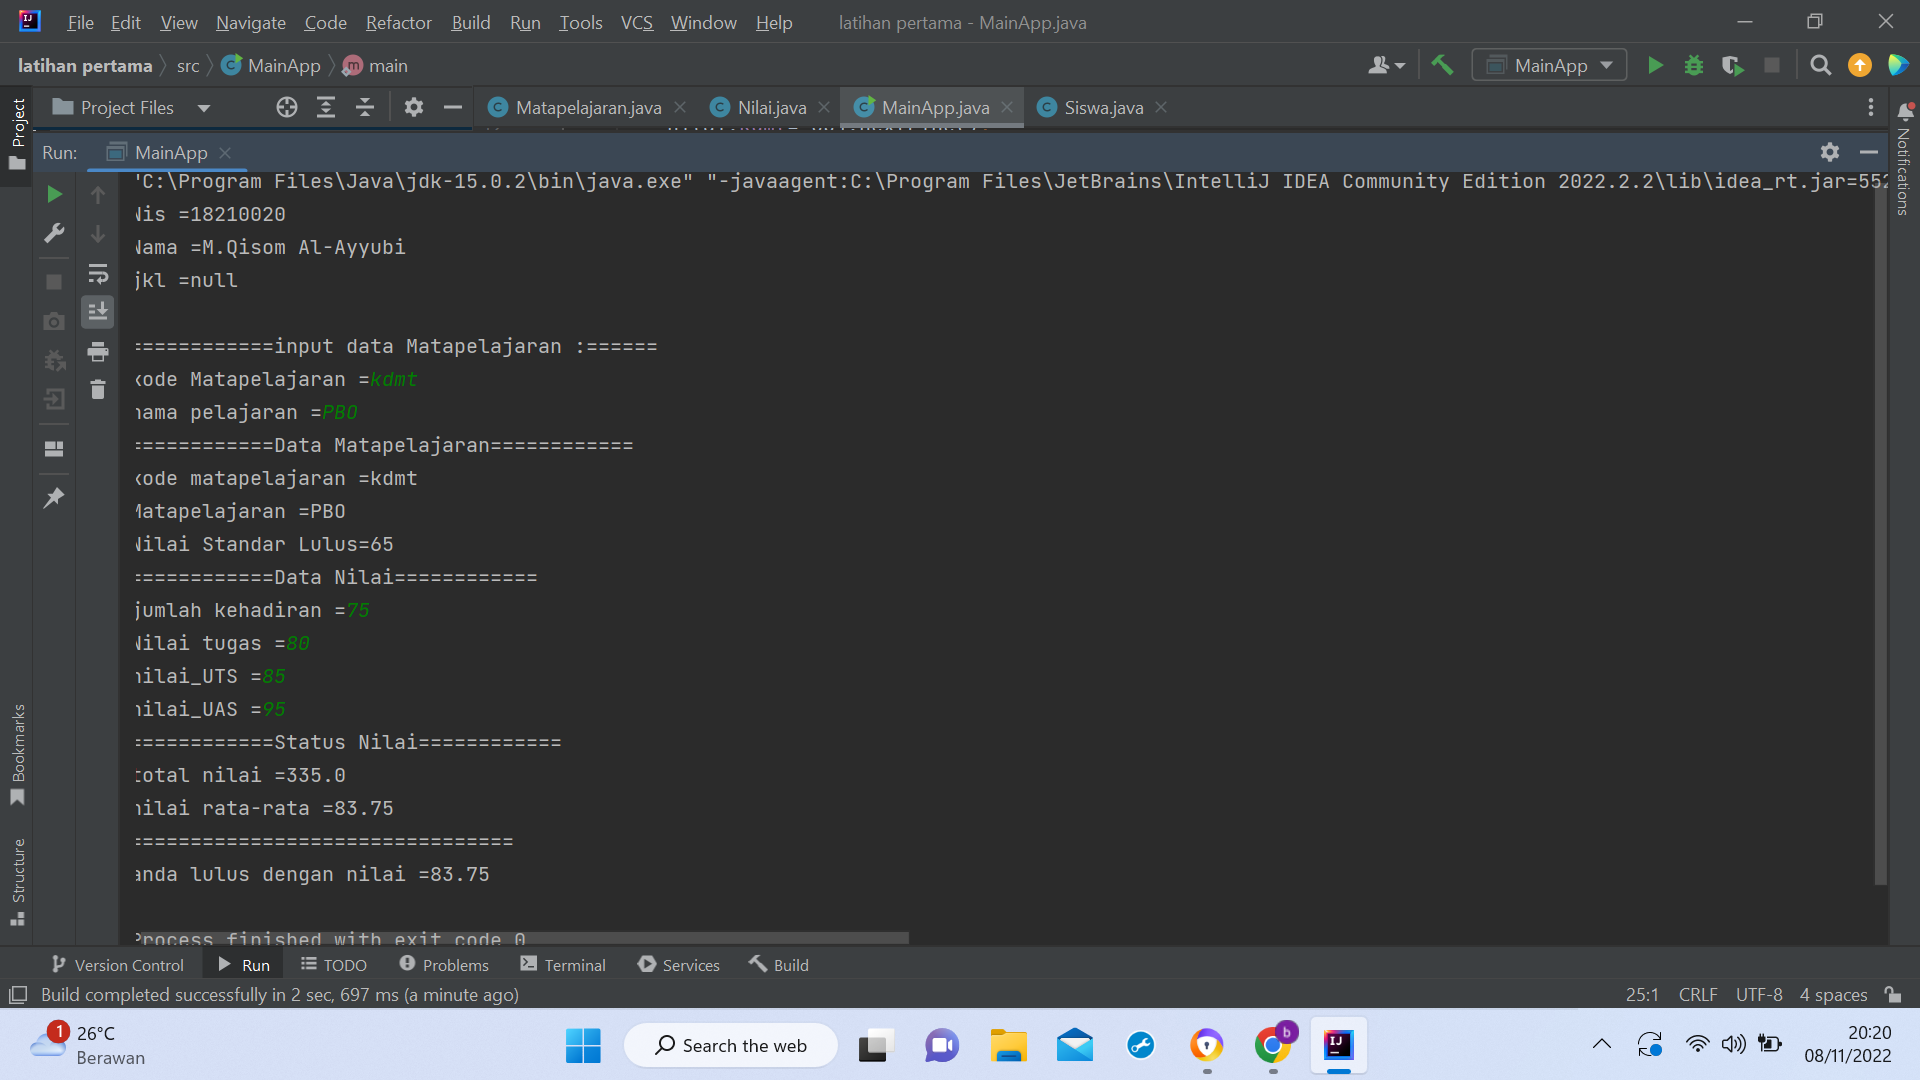 File Edit View Navigate Code Refactor Build Run Tools VCS Window Help latihan pertama - MainApp.java
latihan pertama src MainApp main MainApp
Project
Project Files Matapelajaran.java Nilai.java MainApp.java Siswa.java
Notifications
Run: MainApp
"C:\Program Files\Java\jdk-15.0.2\bin\java.exe" "-javaagent:C:\Program Files\JetBrains\IntelliJ IDEA Community Edition 2022.2.2\lib\idea_rt.jar=552
Nis =18210020
Nama =M.Qisom Al-Ayyubi
jkl =null
============input data Matapelajaran :======
kode Matapelajaran =kdmt
nama pelajaran =PBO
============Data Matapelajaran============
kode matapelajaran =kdmt
Matapelajaran =PBO
Nilai Standar Lulus=65
============Data Nilai============
jumlah kehadiran =75
Nilai tugas =80
nilai_UTS =85
nilai_UAS =95
============Status Nilai============
total nilai =335.0
nilai rata-rata =83.75
================================
anda lulus dengan nilai =83.75
Process finished with exit code 0
Bookmarks
Structure
Version Control Run TODO Problems Terminal Services Build
Build completed successfully in 2 sec, 697 ms (a minute ago) 25:1 CRLF UTF-8 4 spaces
1 26°C
Berawan
Search the web
b
IJ
20:20
08/11/2022